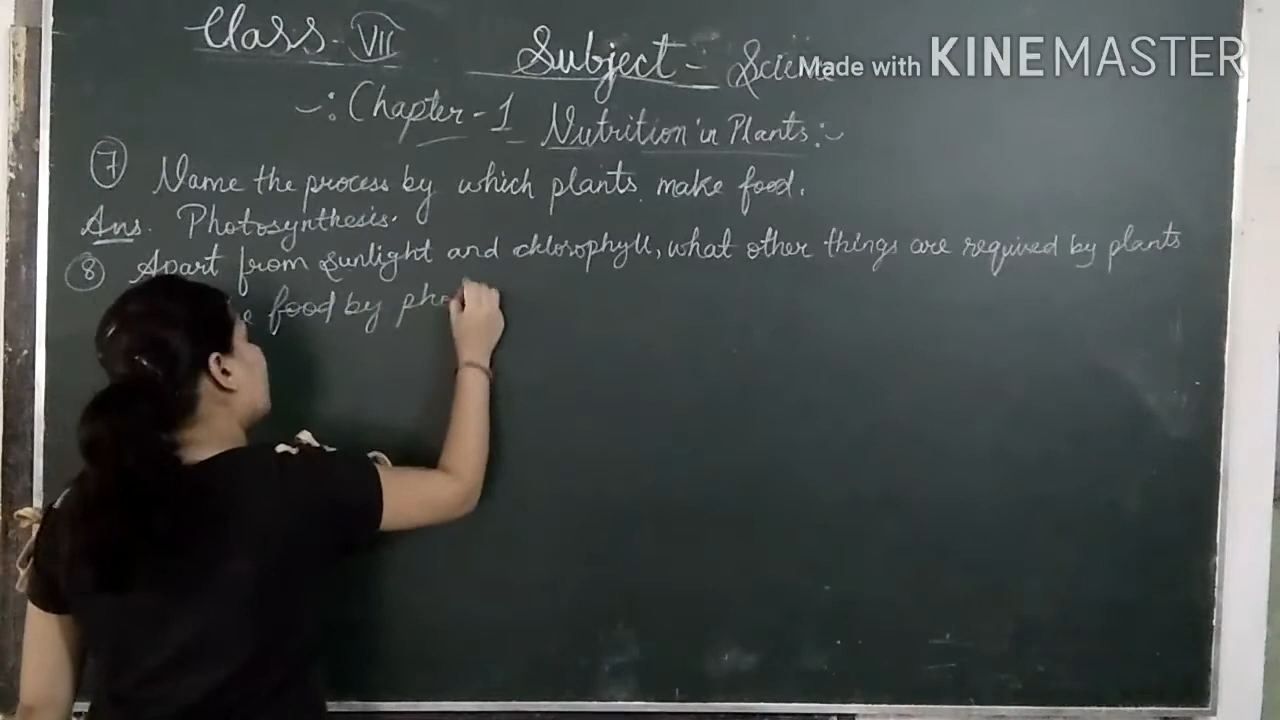 Class - VII Subject - Science
Made with KINEMASTER
-: Chapter - 1 Nutrition in Plants :-
7 Name the process by which plants make food.
Ans. Photosynthesis.
8 Apart from sunlight and chlorophyll, what other things are required by plants
food by